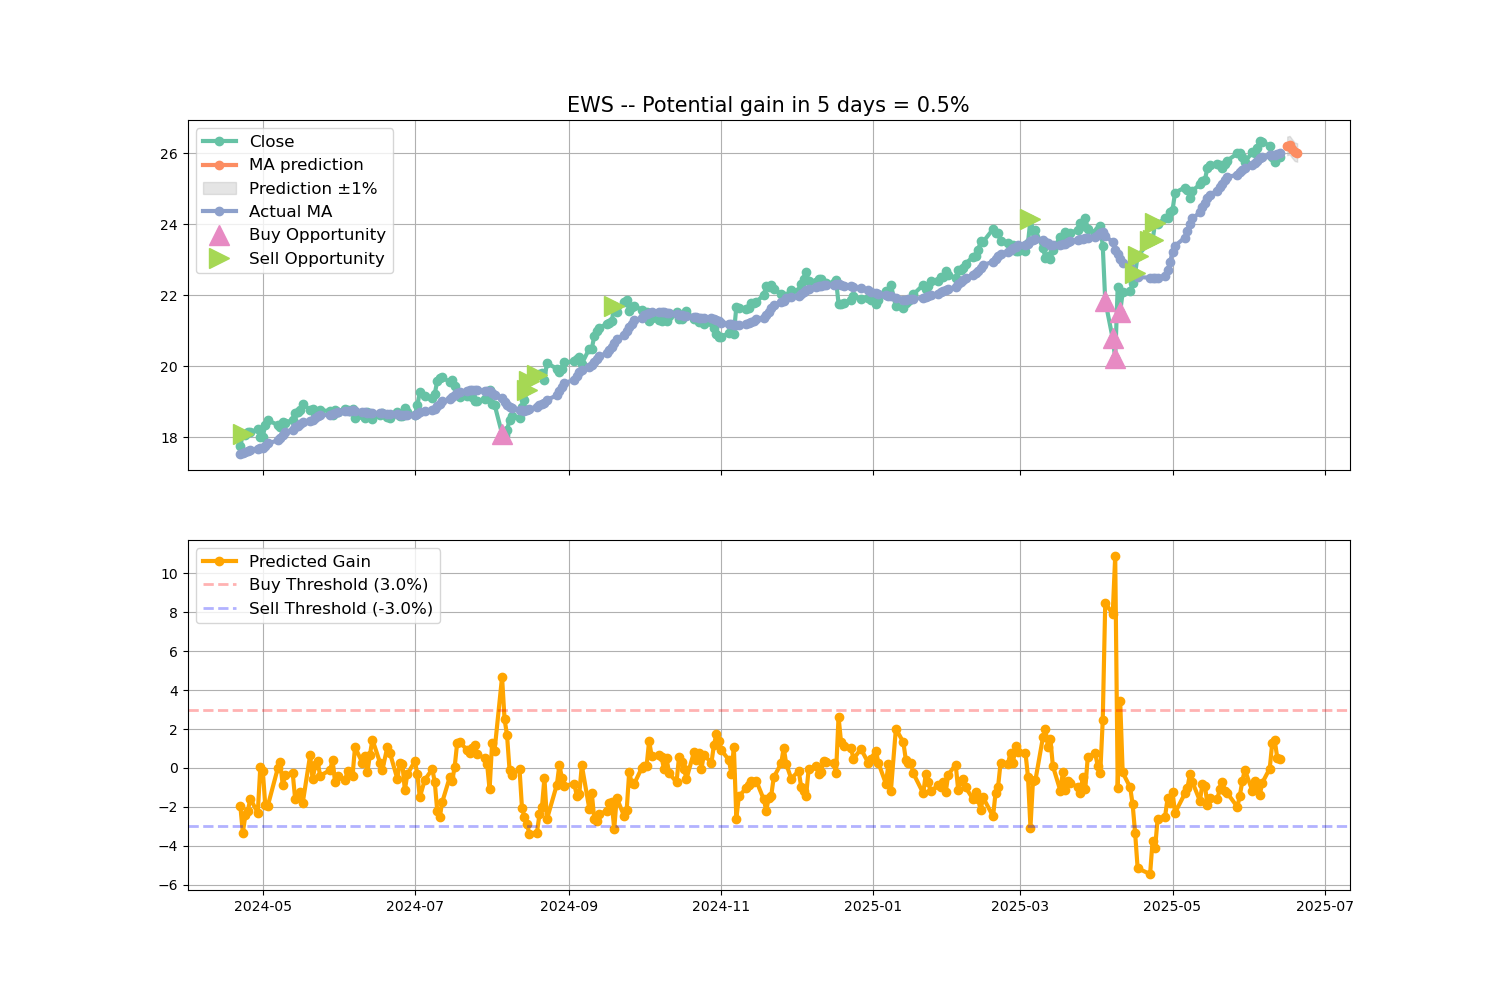 EWS -- Potential gain in 5 days = 0.5%
Close
MA prediction
Prediction ±1%
Actual MA
Buy Opportunity
Sell Opportunity
26
24
22
20
18
Predicted Gain
Buy Threshold (3.0%)
Sell Threshold (-3.0%)
10
8
6
4
2
0
−2
−4
−6
2024-05 2024-07 2024-09 2024-11 2025-01 2025-03 2025-05 2025-07